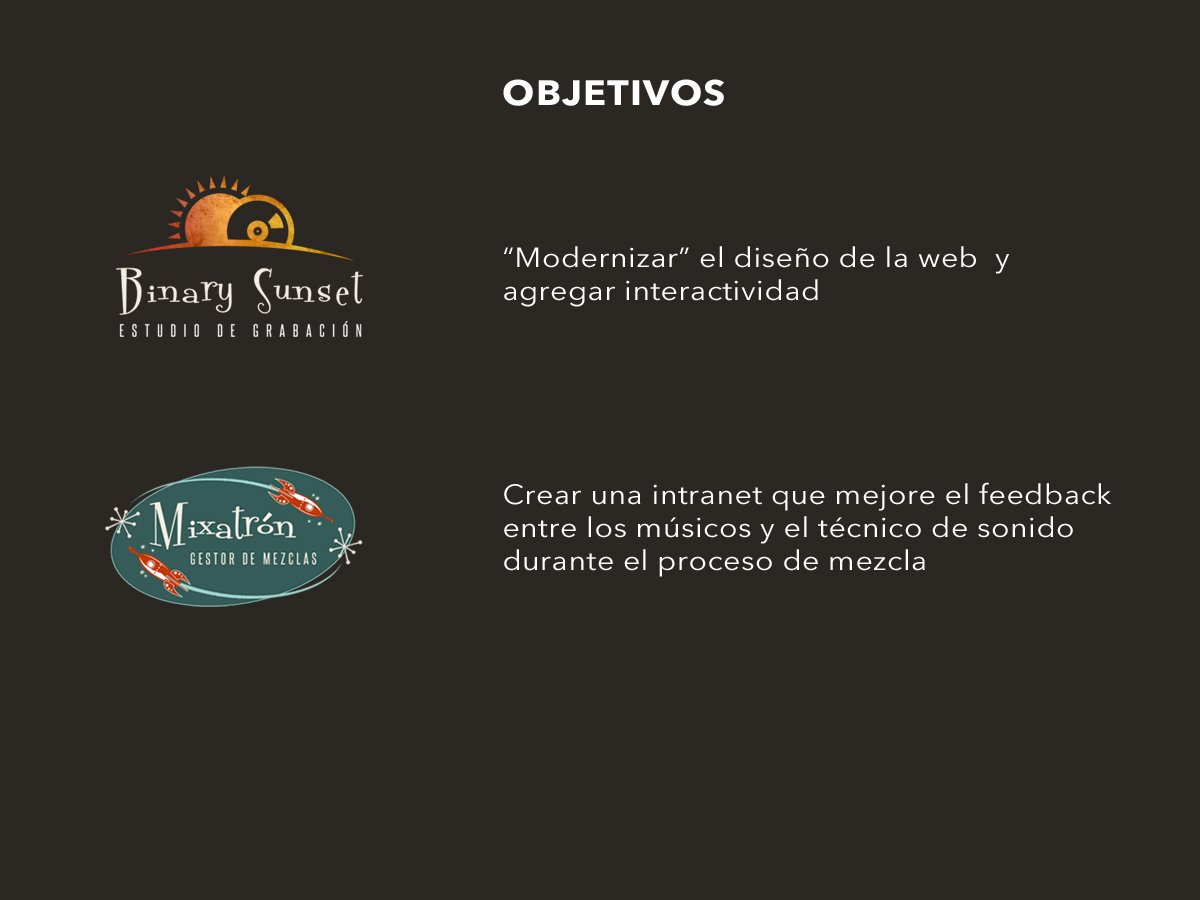 OBJETIVOS
Binary Sunset
ESTUDIO DE GRABACIÓN
“Modernizar” el diseño de la web  y
agregar interactividad
Mixatrón
GESTOR DE MEZCLAS
Crear una intranet que mejore el feedback
entre los músicos y el técnico de sonido
durante el proceso de mezcla